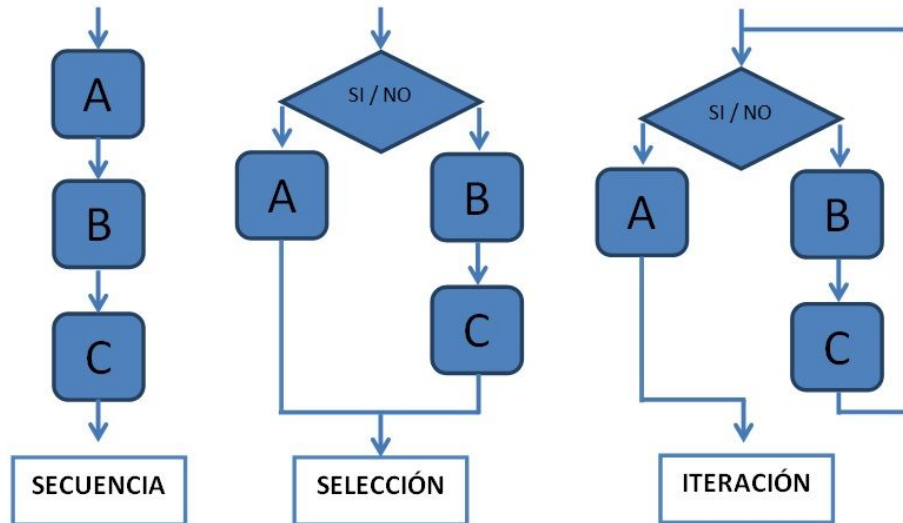 A
B
C
SECUENCIA
SI / NO
A
B
C
SELECCIÓN
SI / NO
A
B
C
ITERACIÓN